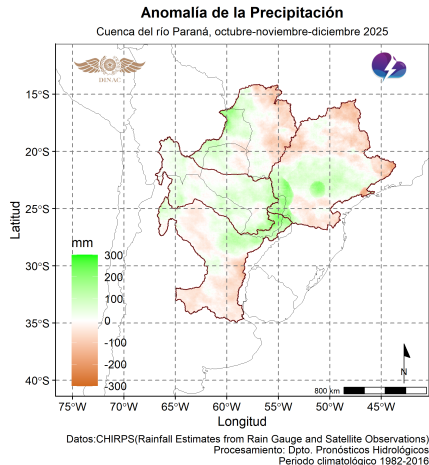 Anomalía de la Precipitación
Cuenca del río Paraná, octubre-noviembre-diciembre 2025
DINAC
15°S
20°S
25°S
30°S
35°S
40°S
Latitud
mm
300
200
100
0
-100
-200
-300
N
800 km
75°W 70°W 65°W 60°W 55°W 50°W 45°W
Longitud
Datos:CHIRPS(Rainfall Estimates from Rain Gauge and Satellite Observations)
Procesamiento: Dpto. Pronósticos Hidrológicos
Periodo climatológico 1982-2016